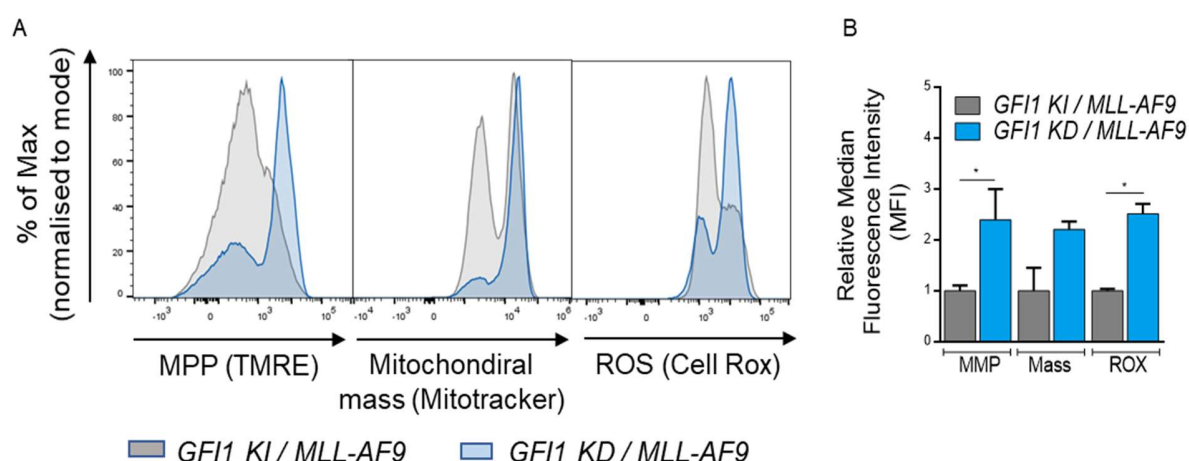 A
B
% of Max
(normalised to mode)
100
80
60
40
20
0
-10³ 0 10³ 10⁵
-10⁴ -10³ 0 10⁴ 10⁶
-10³ 0 10³ 10⁵
MPP (TMRE)
Mitochondiral
mass (Mitotracker)
ROS (Cell Rox)
GFI1 KI / MLL-AF9
GFI1 KD / MLL-AF9
Relative Median
Fluorescence Intensity
(MFI)
5
4
3
2
1
0
GFI1 KI / MLL-AF9
GFI1 KD / MLL-AF9
*
*
MMP Mass ROX